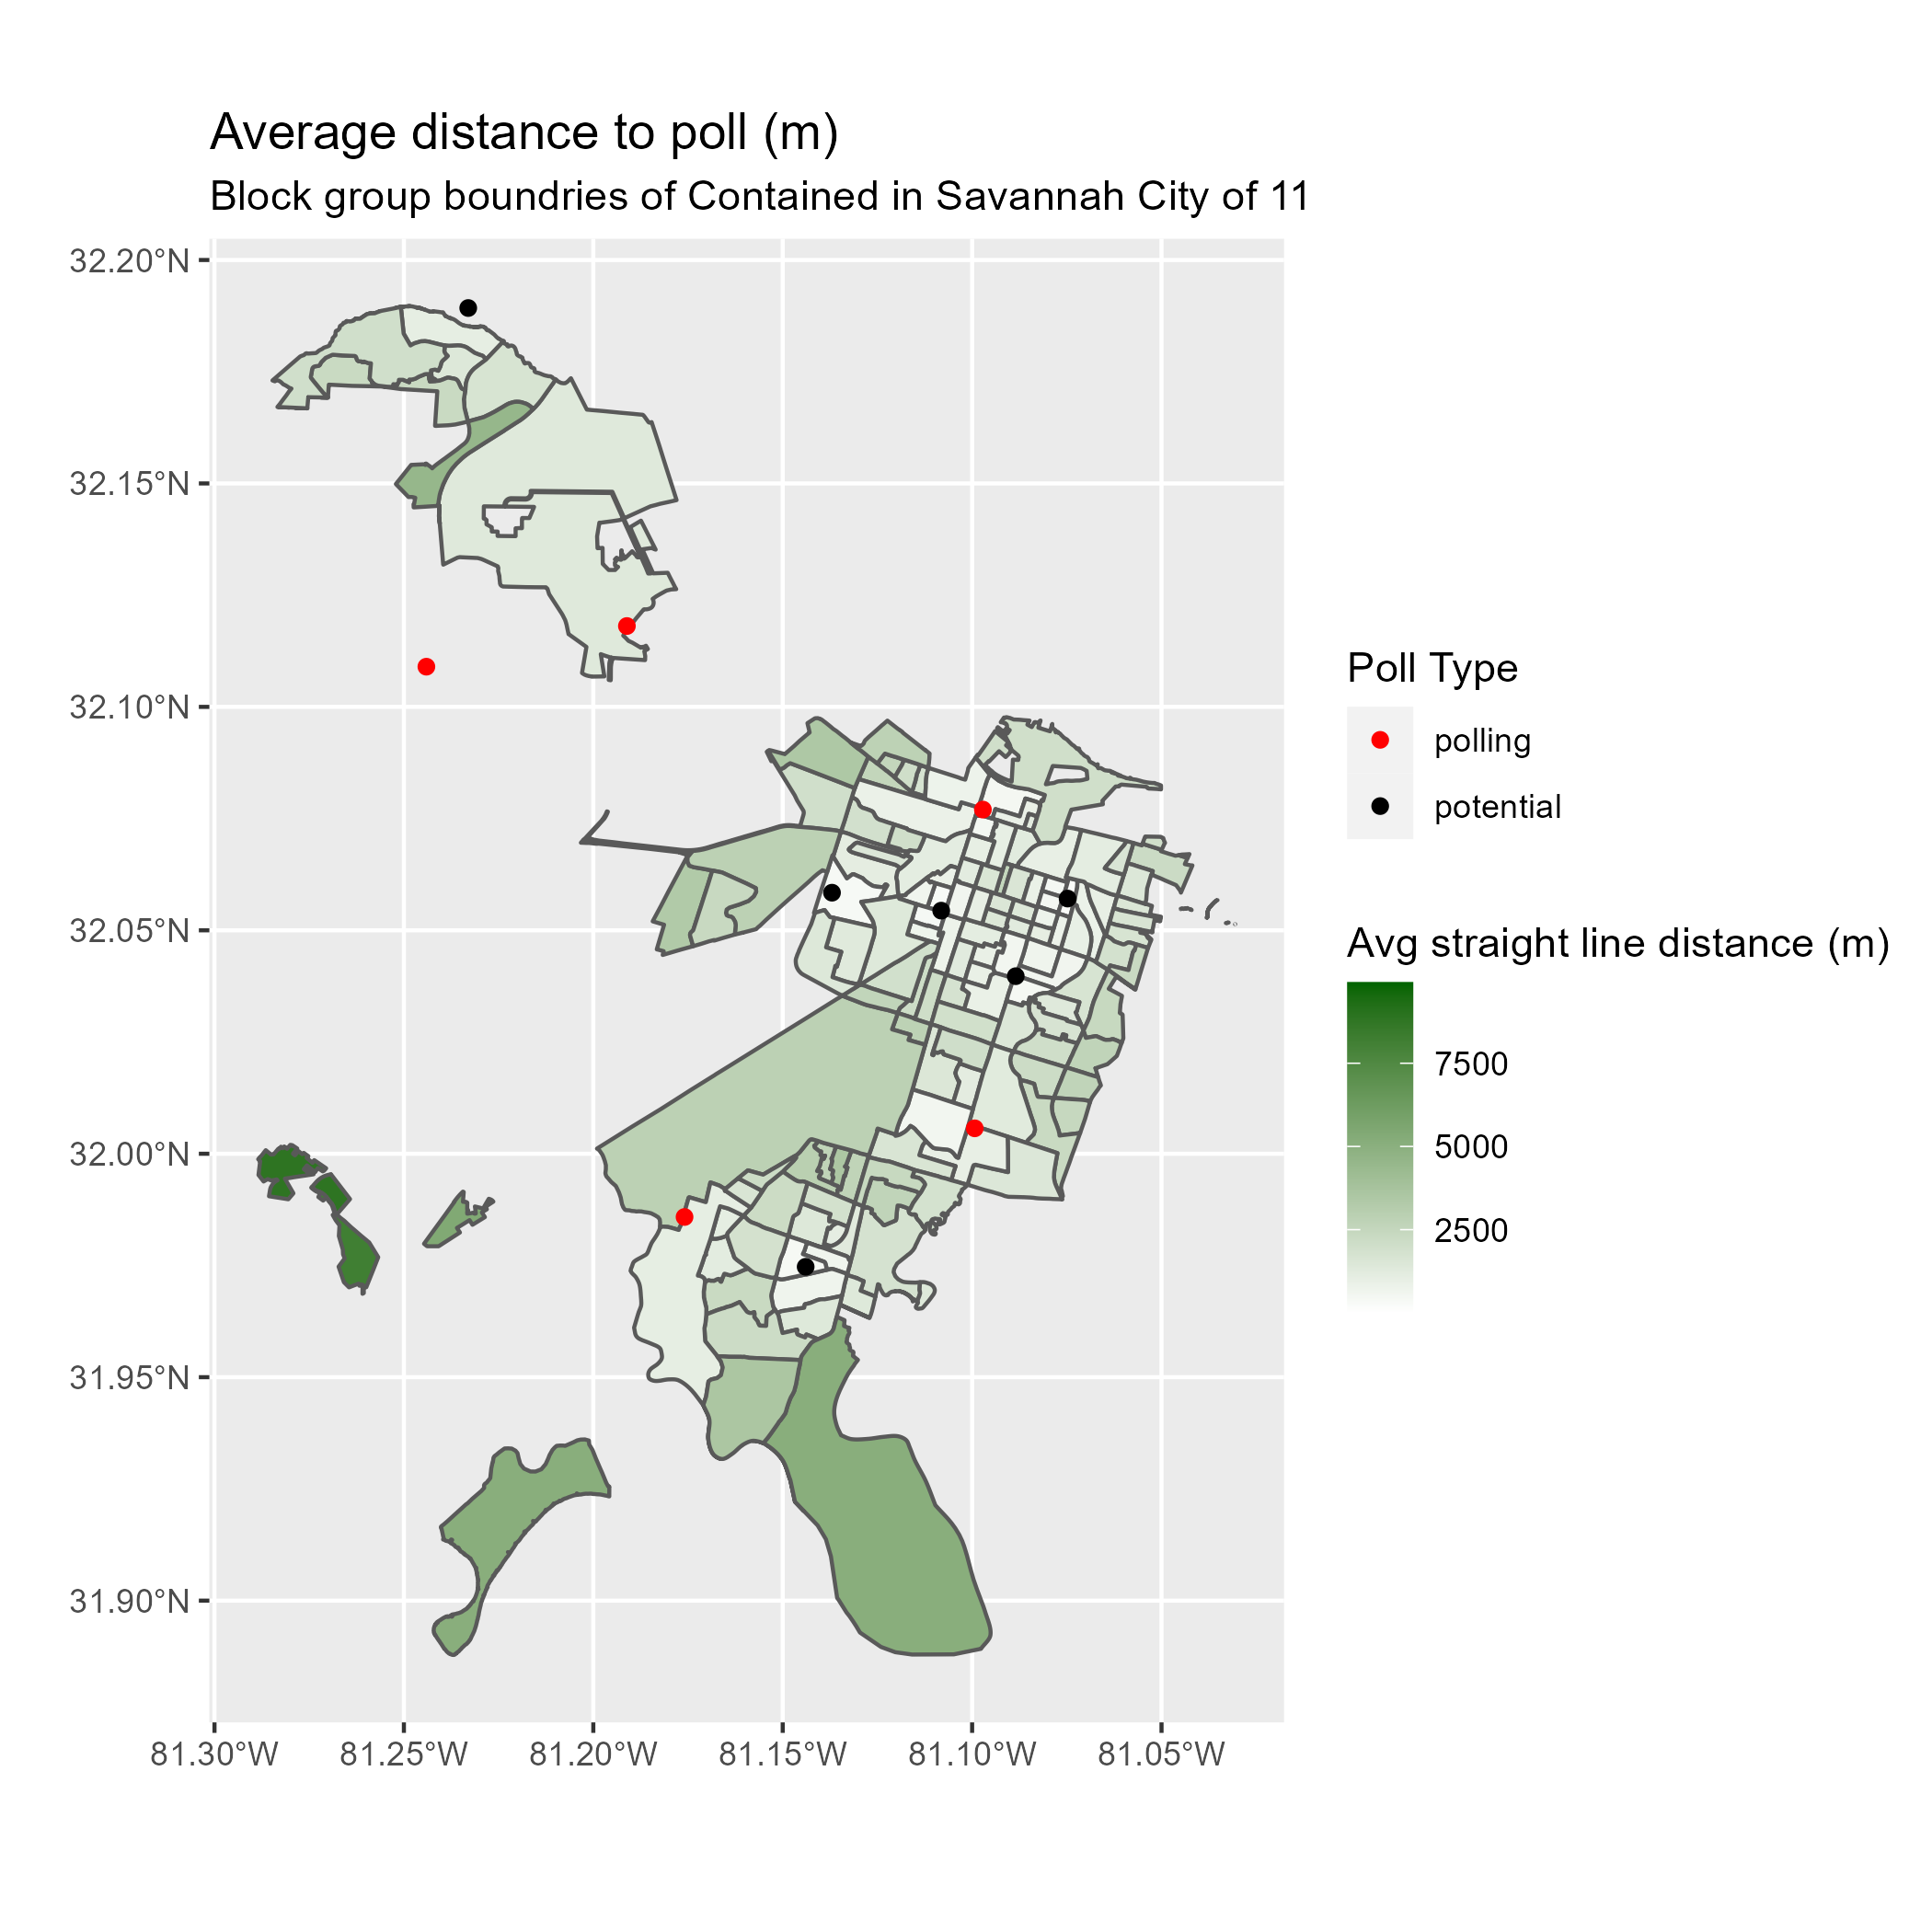 Average distance to poll (m)
Block group boundries of Contained in Savannah City of 11
32.20°N
32.15°N
32.10°N
32.05°N
32.00°N
31.95°N
31.90°N
81.30°W 81.25°W 81.20°W 81.15°W 81.10°W 81.05°W
Poll Type
polling
potential
Avg straight line distance (m)
7500
5000
2500